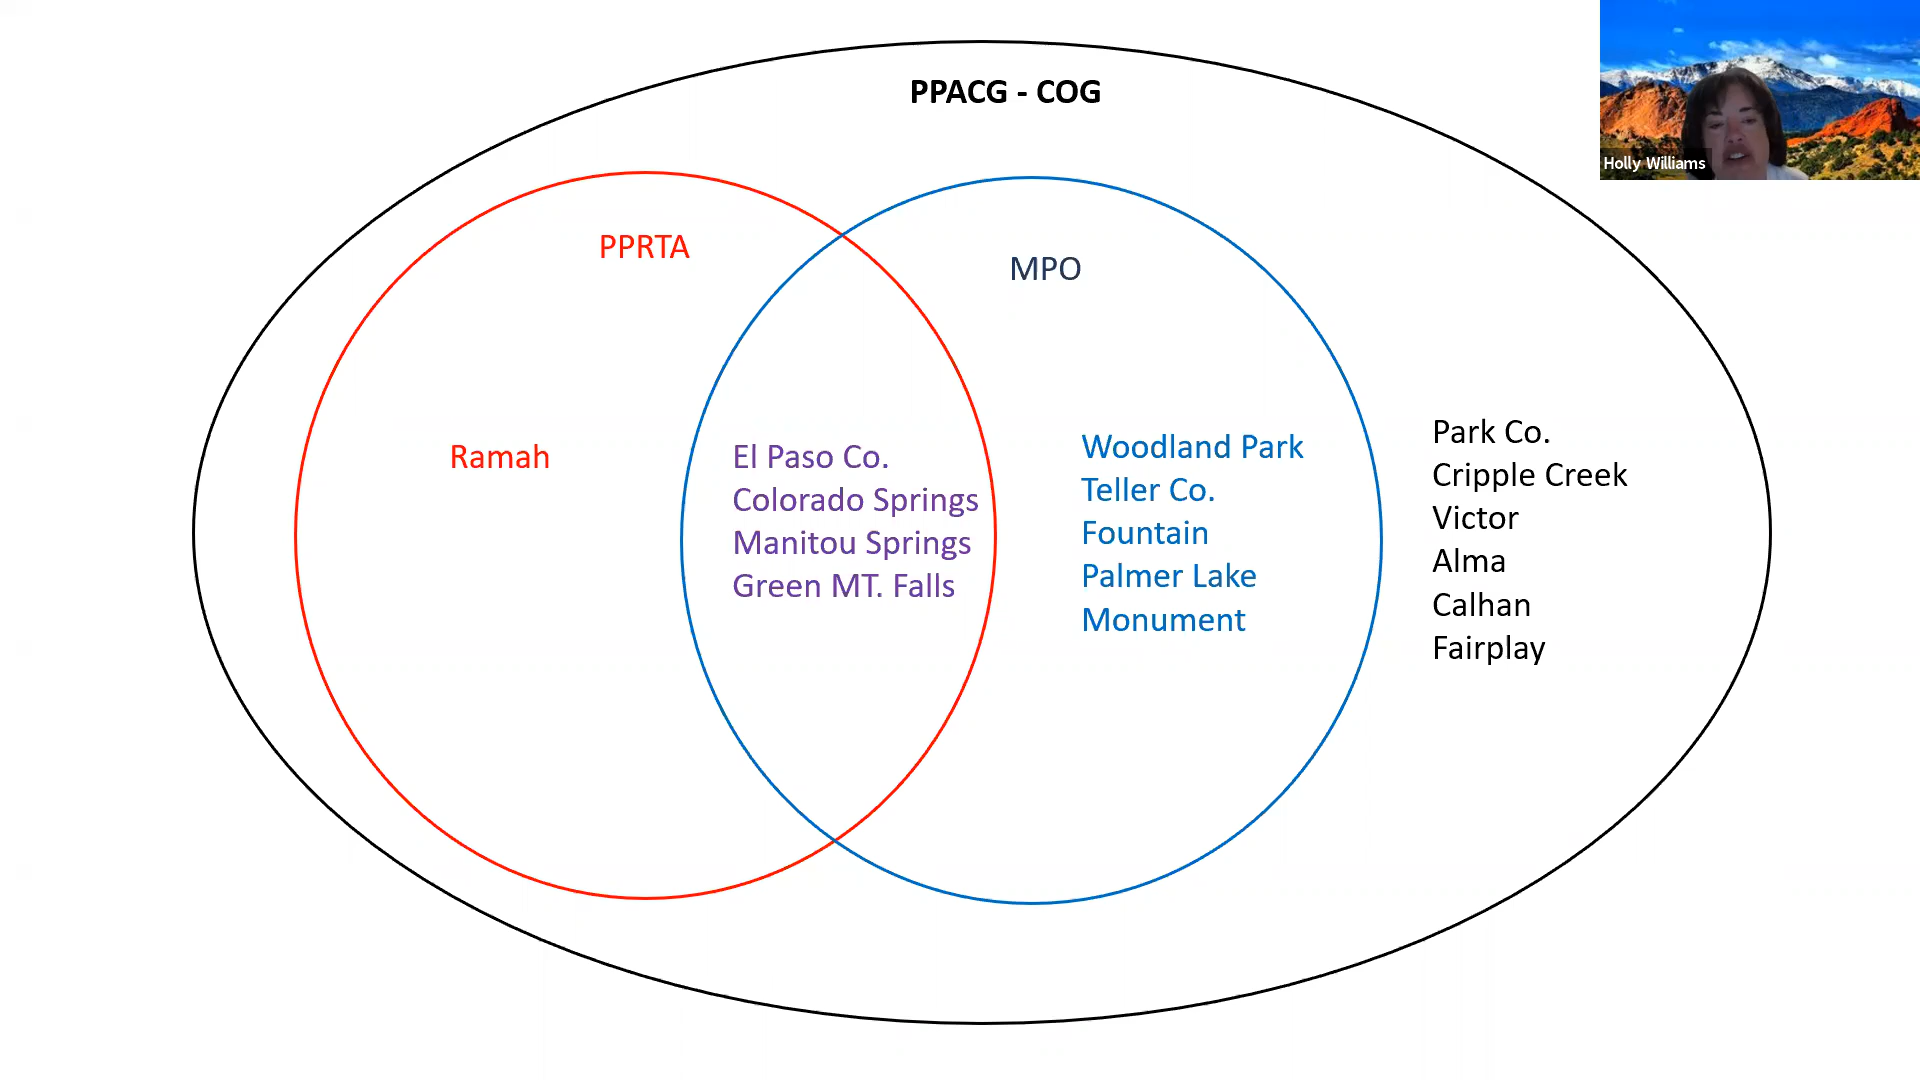 PPACG - COG
Holly Williams
PPRTA
MPO
Ramah
El Paso Co.
Colorado Springs
Manitou Springs
Green MT. Falls
Woodland Park
Teller Co.
Fountain
Palmer Lake
Monument
Park Co.
Cripple Creek
Victor
Alma
Calhan
Fairplay